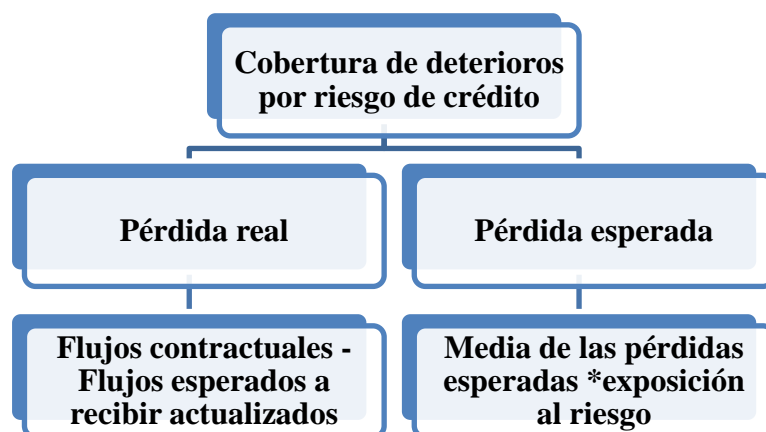 Cobertura de deterioros
por riesgo de crédito
Pérdida real
Pérdida esperada
Flujos contractuales -
Flujos esperados a
recibir actualizados
Media de las pérdidas
esperadas *exposición
al riesgo